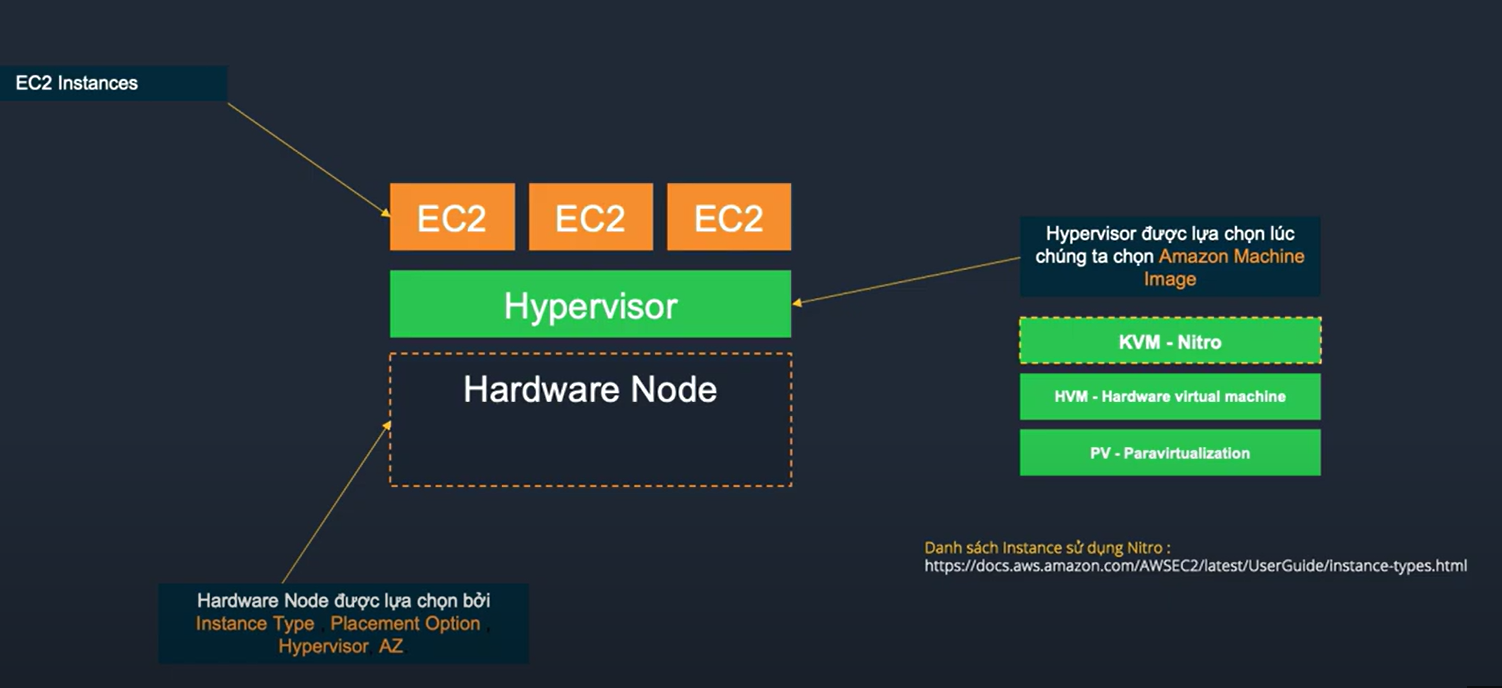 EC2 Instances
EC2 EC2 EC2
Hypervisor
Hardware Node
Hypervisor được lựa chọn lúc
chúng ta chọn Amazon Machine
Image
KVM - Nitro
HVM - Hardware virtual machine
PV - Paravirtualization
Danh sách Instance sử dụng Nitro :
https://docs.aws.amazon.com/AWSEC2/latest/UserGuide/instance-types.html
Hardware Node được lựa chọn bởi
Instance Type , Placement Option ,
Hypervisor, AZ